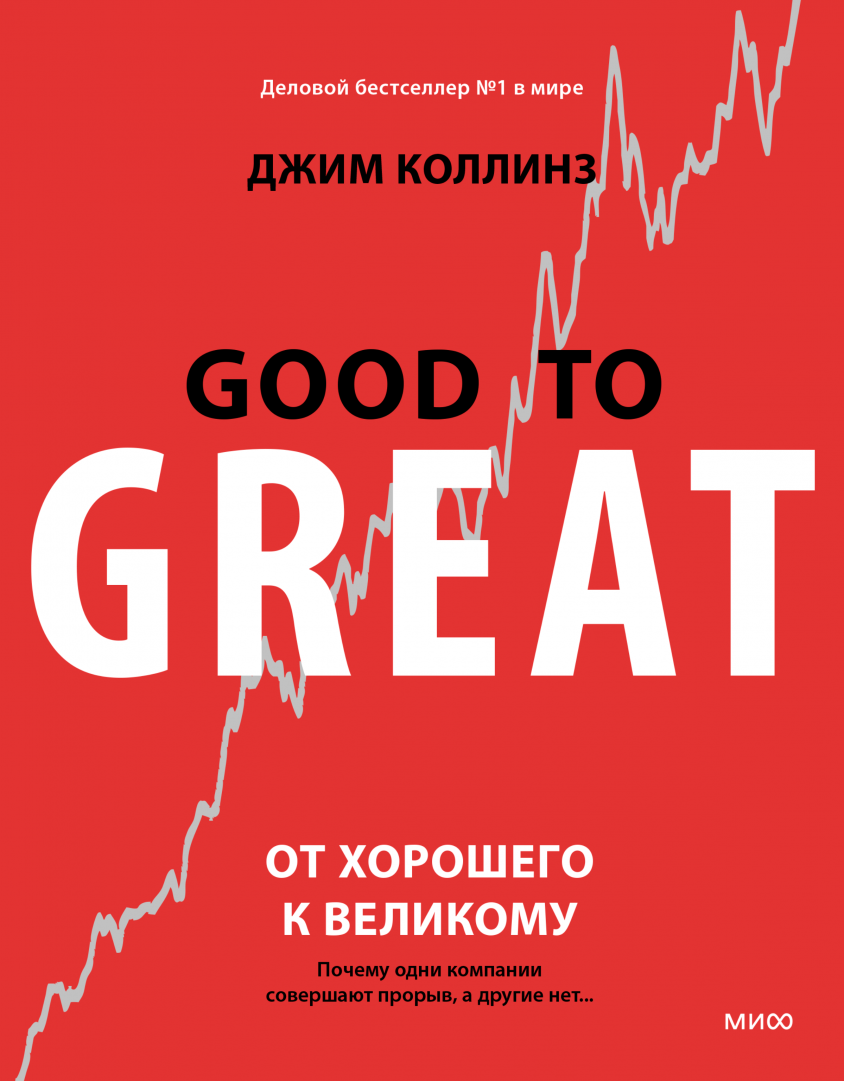 Деловой бестселлер №1 в мире
ДЖИМ КОЛЛИНЗ
GOOD TO
GREAT
ОТ ХОРОШЕГО
К ВЕЛИКОМУ
Почему одни компании
совершают прорыв, а другие нет...
миф